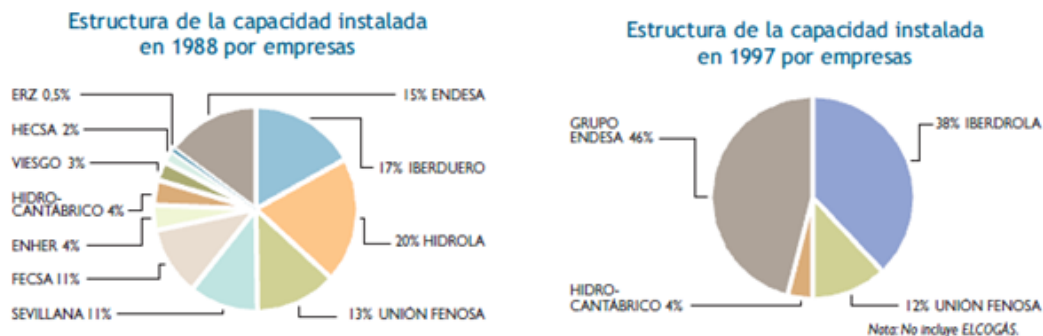 Estructura de la capacidad instalada
en 1988 por empresas
ERZ 0,5%
HECSA 2%
VIESGO 3%
HIDRO-
CANTÁBRICO 4%
ENHER 4%
FECSA 11%
SEVILLANA 11%
15% ENDESA
17% IBERDUERO
20% HIDROLA
13% UNIÓN FENOSA
Estructura de la capacidad instalada
en 1997 por empresas
GRUPO
ENDESA 46%
HIDRO-
CANTÁBRICO 4%
38% IBERDROLA
12% UNIÓN FENOSA
Nota: No incluye ELCOGÁS.